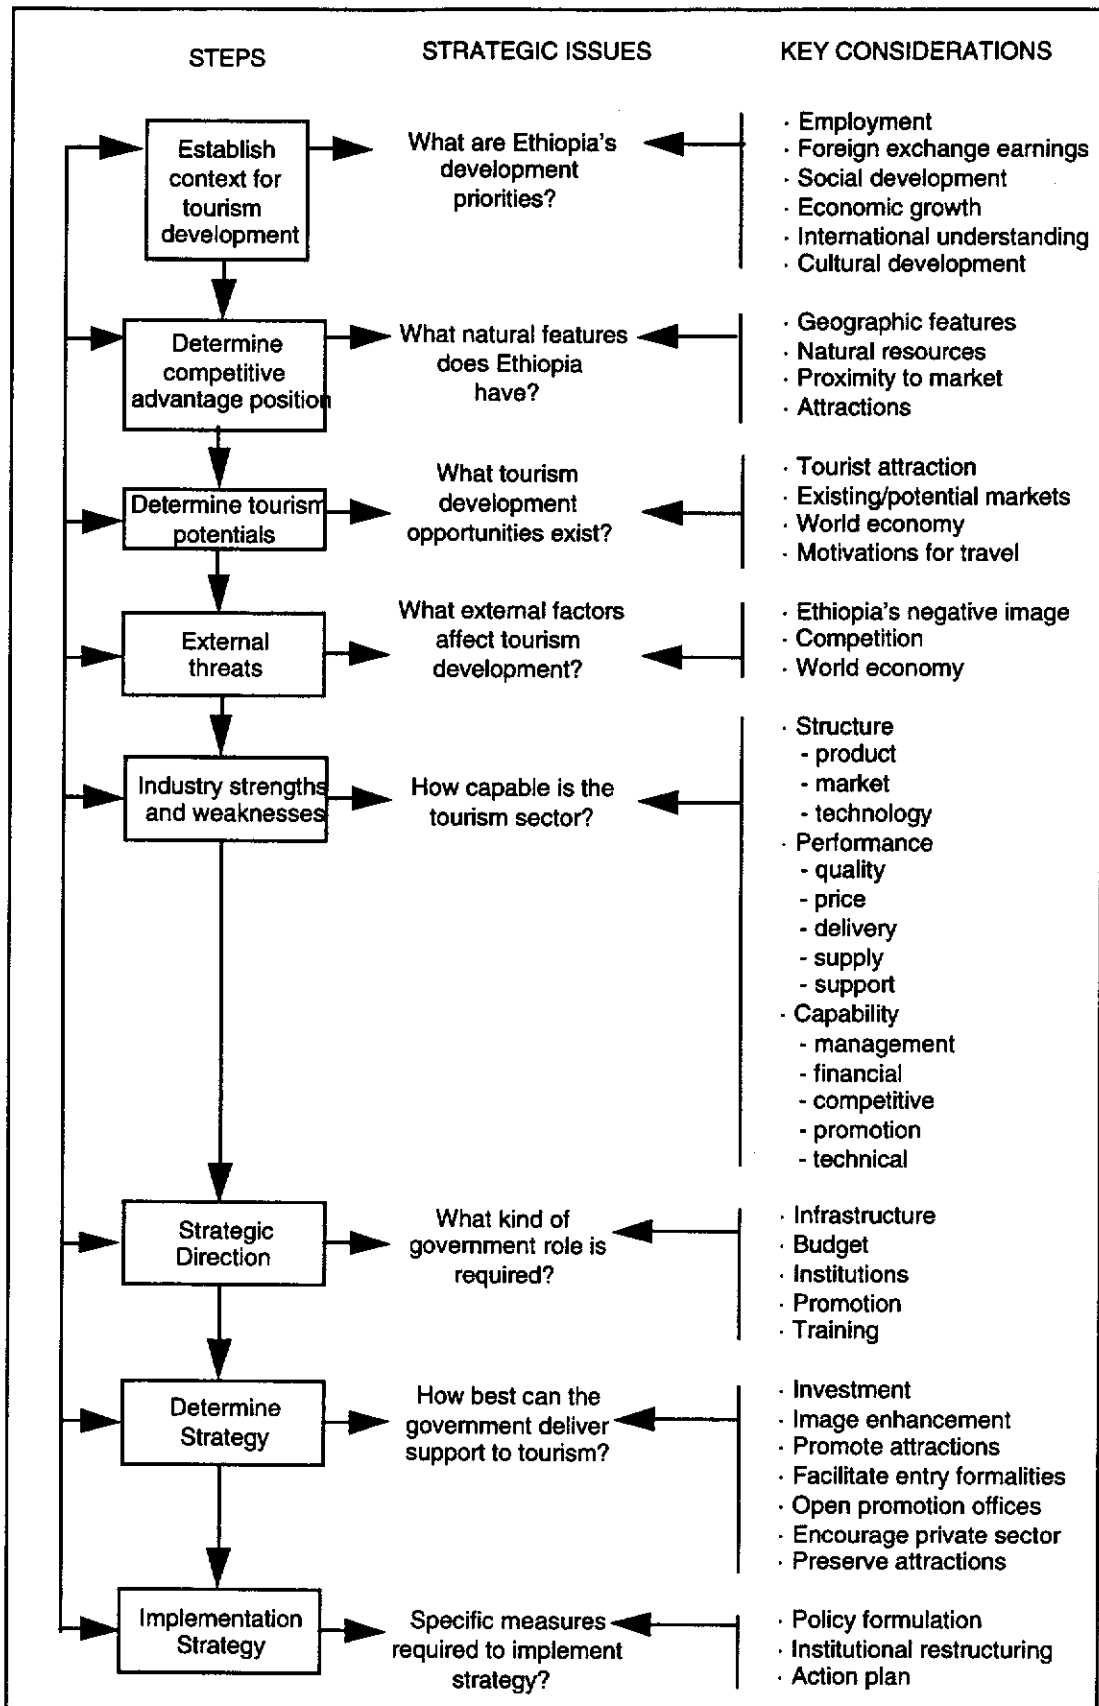 STEPS
STRATEGIC ISSUES
KEY CONSIDERATIONS
Establish
context for
tourism
development
What are Ethiopia's
development
priorities?
· Employment
· Foreign exchange earnings
· Social development
· Economic growth
· International understanding
· Cultural development
Determine
competitive
advantage position
What natural features
does Ethiopia
have?
· Geographic features
· Natural resources
· Proximity to market
· Attractions
Determine tourism
potentials
What tourism
development
opportunities exist?
· Tourist attraction
· Existing/potential markets
· World economy
· Motivations for travel
External
threats
What external factors
affect tourism
development?
· Ethiopia's negative image
· Competition
· World economy
Industry strengths
and weaknesses
How capable is the
tourism sector?
· Structure
- product
- market
- technology
· Performance
- quality
- price
- delivery
- supply
- support
· Capability
- management
- financial
- competitive
- promotion
- technical
Strategic
Direction
What kind of
government role is
required?
· Infrastructure
· Budget
· Institutions
· Promotion
· Training
Determine
Strategy
How best can the
government deliver
support to tourism?
· Investment
· Image enhancement
· Promote attractions
· Facilitate entry formalities
· Open promotion offices
· Encourage private sector
· Preserve attractions
Implementation
Strategy
Specific measures
required to implement
strategy?
· Policy formulation
· Institutional restructuring
· Action plan